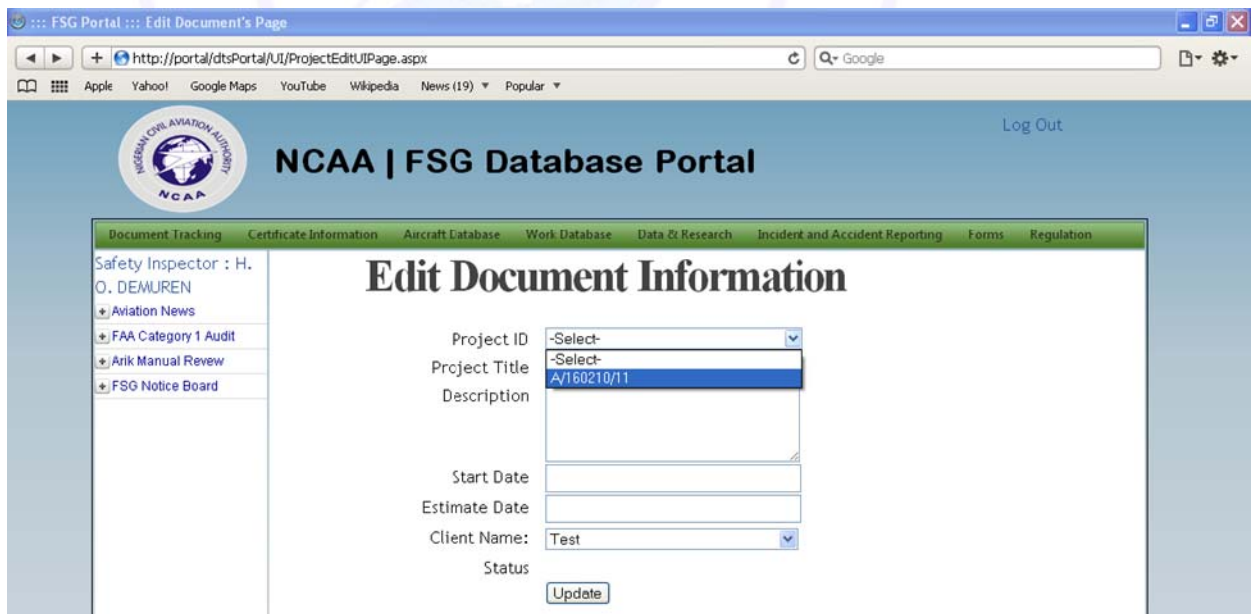 ::: FSG Portal ::: Edit Document's Page
http://portal/dtsPortal/UI/ProjectEditUIPage.aspx
Google
Apple Yahoo! Google Maps YouTube Wikipedia News (19) Popular
Log Out
NIGERIAN CIVIL AVIATION AUTHORITY
NCAA
NCAA | FSG Database Portal
Document Tracking Certificate Information Aircraft Database Work Database Data & Research Incident and Accident Reporting Forms Regulation
Safety Inspector : H.
O. DEMUREN
Aviation News
FAA Category 1 Audit
Arik Manual Revew
FSG Notice Board
Edit Document Information
Project ID -Select-
-Select-
Project Title
A/160210/11
Description
Start Date
Estimate Date
Client Name: Test
Status
Update